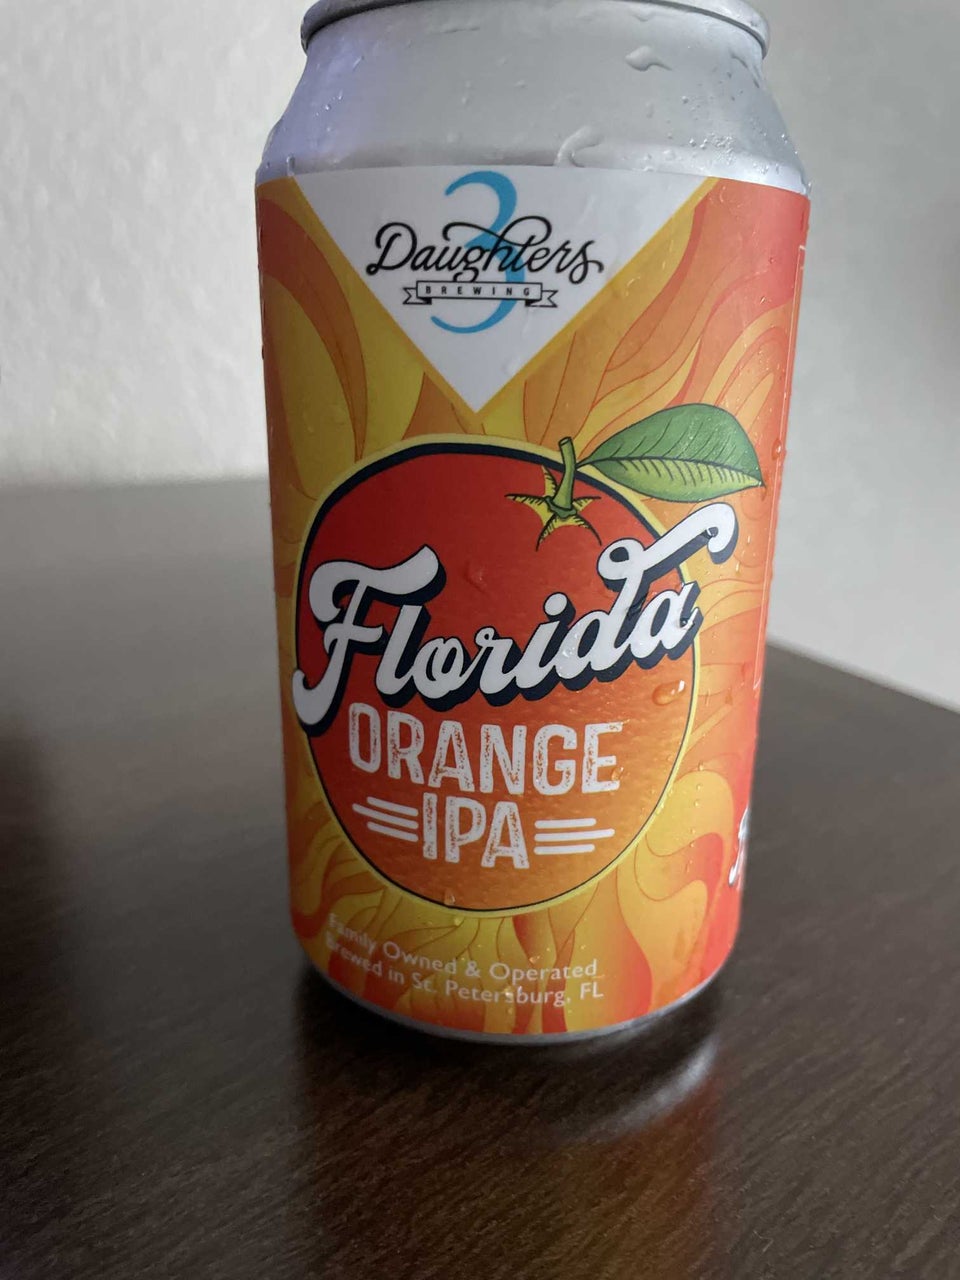 3
Daughters
BREWING
Florida
ORANGE
IPA
Family Owned & Operated
Brewed in St. Petersburg, FL